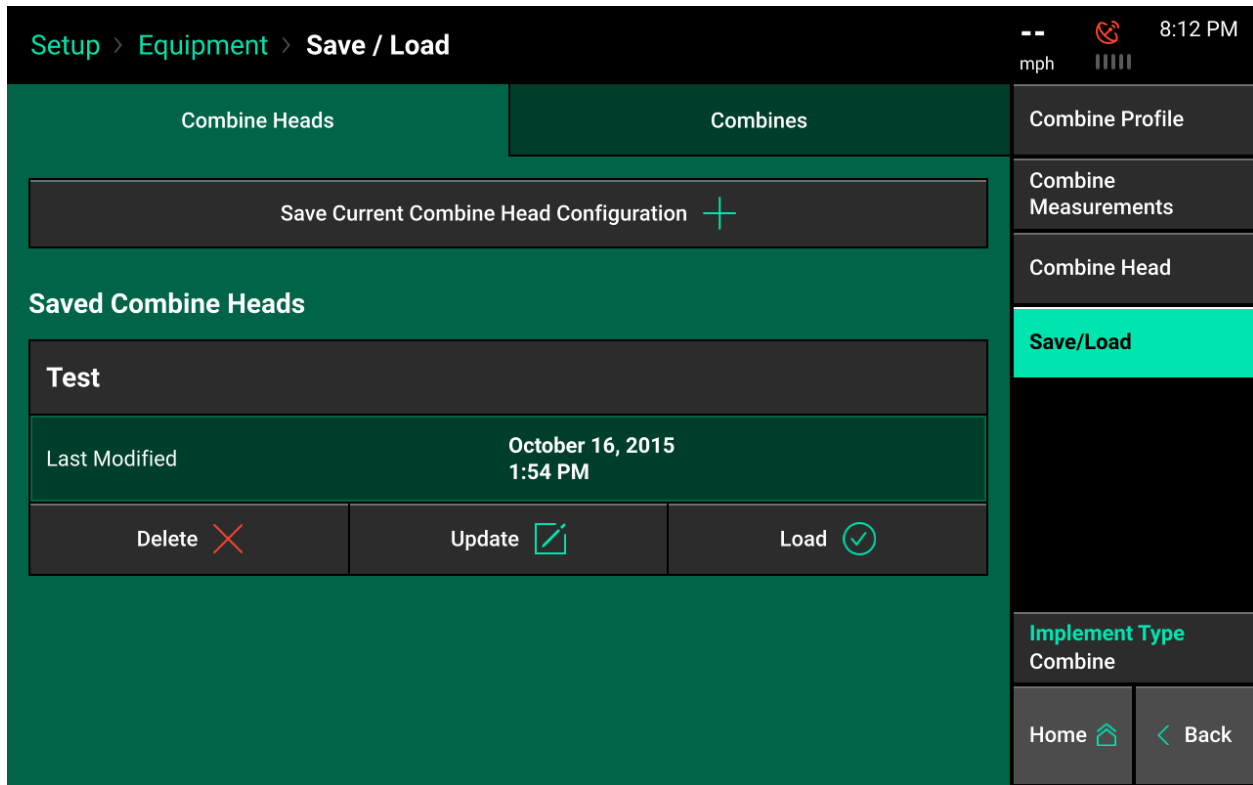 Setup > Equipment > Save / Load
-- 8:12 PM
mph
Combine Heads
Combines
Save Current Combine Head Configuration
Saved Combine Heads
Test
Last Modified
October 16, 2015
1:54 PM
Delete
Update
Load
Combine Profile
Combine
Measurements
Combine Head
Save/Load
Implement Type
Combine
Home
< Back